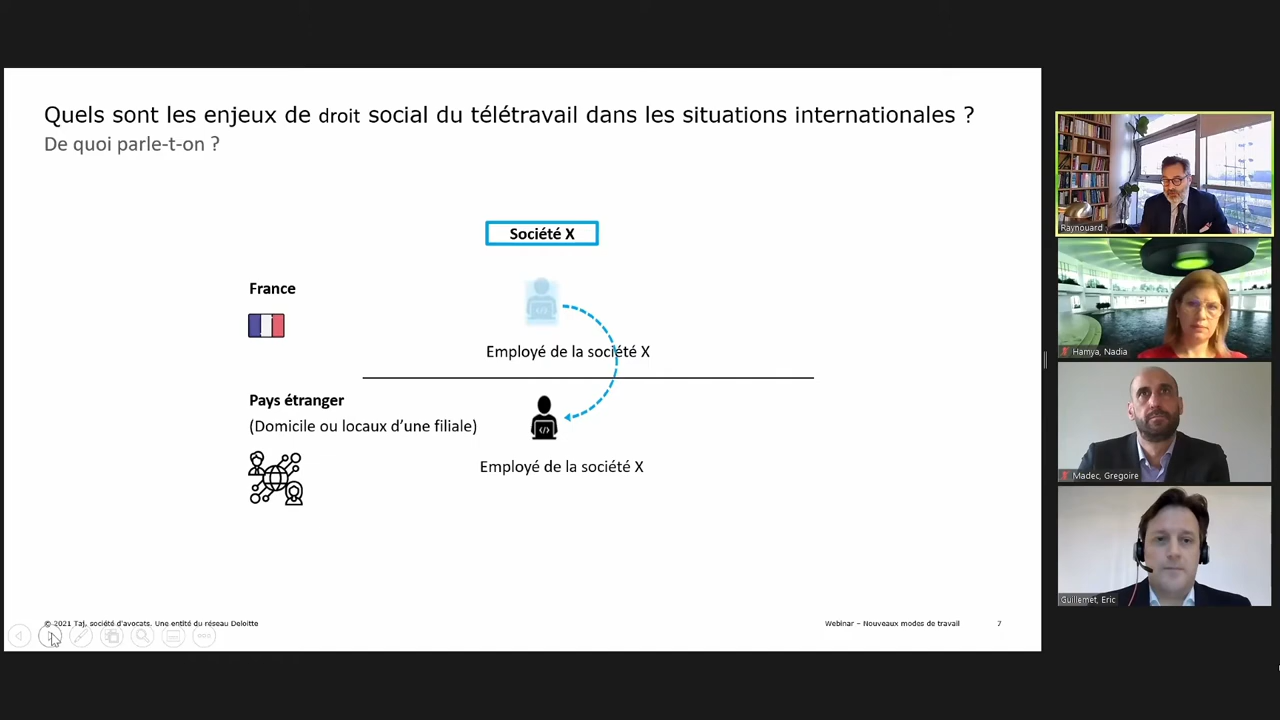 Quels sont les enjeux de droit social du télétravail dans les situations internationales ?
De quoi parle-t-on ?
Société X
France
Employé de la société X
Pays étranger
(Domicile ou locaux d'une filiale)
Employé de la société X
© 2021 Taj, société d'avocats. Une entité du réseau Deloitte
Webinar – Nouveaux modes de travail
7
Raynouard
Hamya, Nadia
Madec, Gregoire
Guillemet, Eric